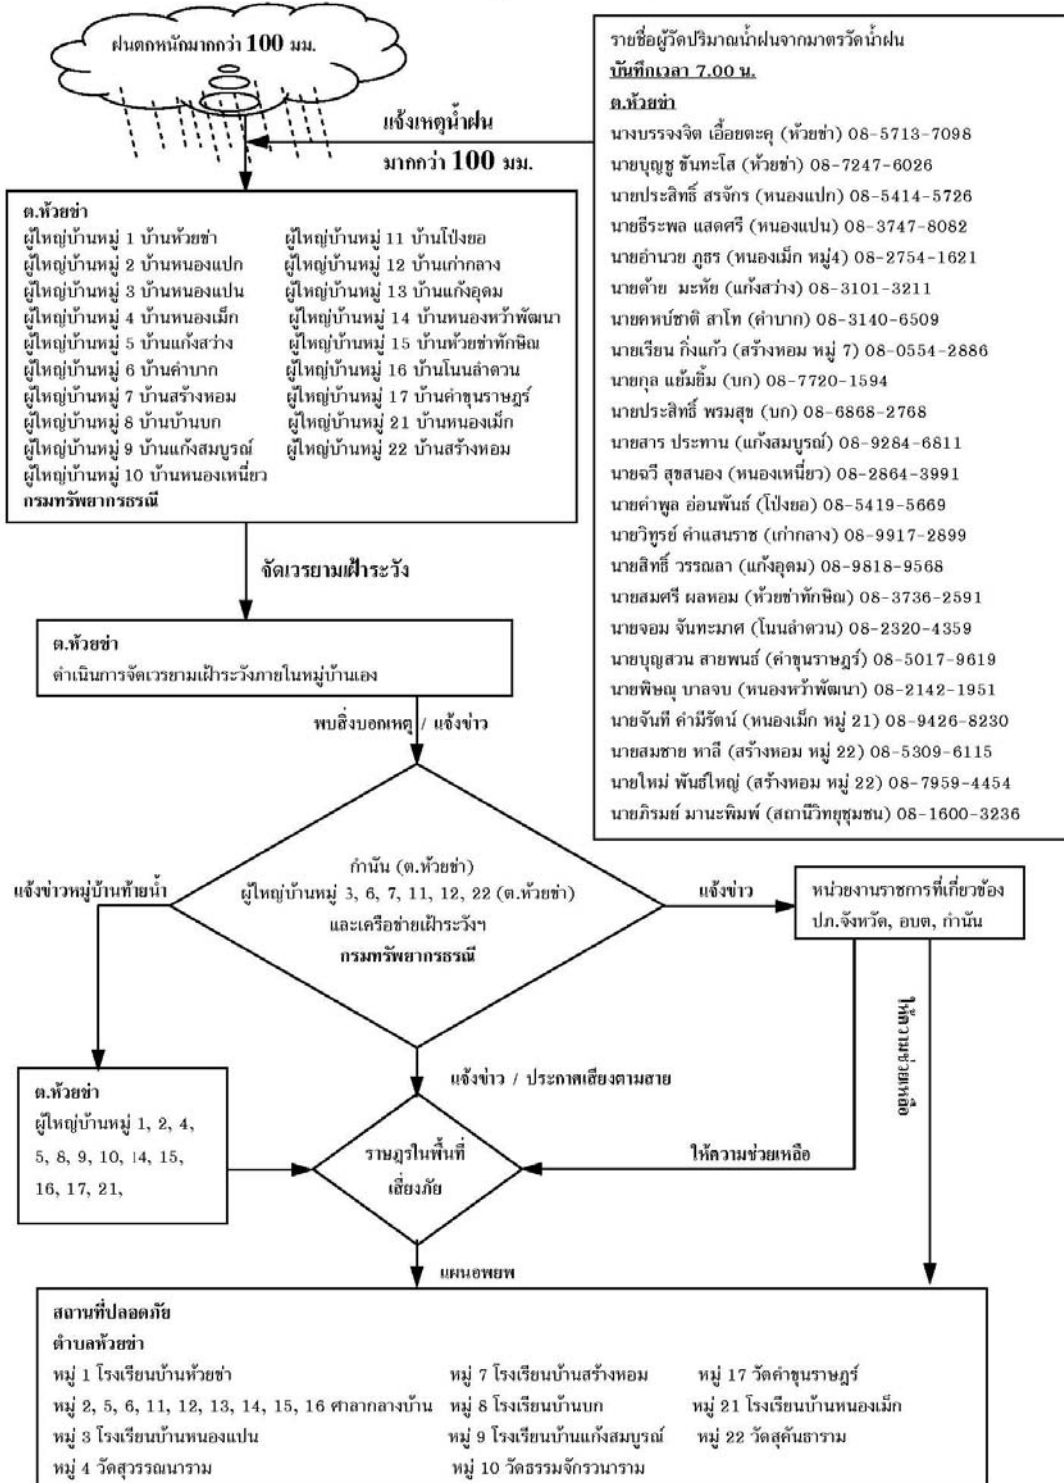 ฝนตกหนักมากกว่า 100 มม.
แจ้งเหตุน้ำฝน
มากกว่า 100 มม.
รายชื่อผู้วัดปริมาณน้ำฝนจากมาตรวัดน้ำฝน
บันทึกเวลา 7.00 น.
ต.ห้วยข่า
นางบรรจงจิต เอื้อยตะคุ (ห้วยข่า) 08-5713-7098
นายบุญชู ขันทะโส (ห้วยข่า) 08-7247-6026
นายประสิทธิ์ สรจักร (หนองแปก) 08-5414-5726
นายธีระพล แสดศรี (หนองแปน) 08-3747-8082
นายอำนวย ภูธร (หนองเม็ก หมู่4) 08-2754-1621
นายต้าย มะหัย (แก้งสว่าง) 08-3101-3211
นายคหบ์ชาติ สาโท (คำบาก) 08-3140-6509
นายเรียน กิ่งแก้ว (สร้างหอม หมู่ 7) 08-0554-2886
นายกุล แย้มยิ้ม (บก) 08-7720-1594
นายประสิทธิ์ พรมสุข (บก) 08-6868-2768
นายสาร ประทาน (แก้งสมบูรณ์) 08-9284-6811
นายฉวี สุขสนอง (หนองเหนี่ยว) 08-2864-3991
นายคำพูล อ่อนพันธ์ (โป่งยอ) 08-5419-5669
นายวิทูรย์ คำแสนราช (เก่ากลาง) 08-9917-2899
นายสิทธิ์ วรรณลา (แก้งอุดม) 08-9818-9568
นายสมศรี ผลหอม (ห้วยข่าทักษิณ) 08-3736-2591
นายจอม จันทะมาศ (โนนลำดวน) 08-2320-4359
นายบุญสวน สายพนธ์ (คำขุนราษฎร์) 08-5017-9619
นายพิษณุ บาลจบ (หนองหว้าพัฒนา) 08-2142-1951
นายจันที คำมีรัตน์ (หนองเม็ก หมู่ 21) 08-9426-8230
นายสมชาย หาลี (สร้างหอม หมู่ 22) 08-5309-6115
นายใหม่ พันธ์ใหญ่ (สร้างหอม หมู่ 22) 08-7959-4454
นายภิรมย์ มานะพิมพ์ (สถานีวิทยุชุมชน) 08-1600-3236
ต.ห้วยข่า
ผู้ใหญ่บ้านหมู่ 1 บ้านห้วยข่า ผู้ใหญ่บ้านหมู่ 11 บ้านโป่งยอ
ผู้ใหญ่บ้านหมู่ 2 บ้านหนองแปก ผู้ใหญ่บ้านหมู่ 12 บ้านเก่ากลาง
ผู้ใหญ่บ้านหมู่ 3 บ้านหนองแปน ผู้ใหญ่บ้านหมู่ 13 บ้านแก้งอุดม
ผู้ใหญ่บ้านหมู่ 4 บ้านหนองเม็ก ผู้ใหญ่บ้านหมู่ 14 บ้านหนองหว้าพัฒนา
ผู้ใหญ่บ้านหมู่ 5 บ้านแก้งสว่าง ผู้ใหญ่บ้านหมู่ 15 บ้านห้วยข่าทักษิณ
ผู้ใหญ่บ้านหมู่ 6 บ้านคำบาก ผู้ใหญ่บ้านหมู่ 16 บ้านโนนลำดวน
ผู้ใหญ่บ้านหมู่ 7 บ้านสร้างหอม ผู้ใหญ่บ้านหมู่ 17 บ้านคำขุนราษฎร์
ผู้ใหญ่บ้านหมู่ 8 บ้านบ้านบก ผู้ใหญ่บ้านหมู่ 21 บ้านหนองเม็ก
ผู้ใหญ่บ้านหมู่ 9 บ้านแก้งสมบูรณ์ ผู้ใหญ่บ้านหมู่ 22 บ้านสร้างหอม
ผู้ใหญ่บ้านหมู่ 10 บ้านหนองเหนี่ยว
กรมทรัพยากรธรณี
จัดเวรยามเฝ้าระวัง
ต.ห้วยข่า
ดำเนินการจัดเวรยามเฝ้าระวังภายในหมู่บ้านเอง
พบสิ่งบอกเหตุ / แจ้งข่าว
กำนัน (ต.ห้วยข่า)
ผู้ใหญ่บ้านหมู่ 3, 6, 7, 11, 12, 22 (ต.ห้วยข่า)
และเครือข่ายเฝ้าระวังฯ
กรมทรัพยากรธรณี
แจ้งข่าวหมู่บ้านท้ายน้ำ
แจ้งข่าว
หน่วยงานราชการที่เกี่ยวข้อง
ปภ.จังหวัด, อบต, กำนัน
ให้ความช่วยเหลือ
ต.ห้วยข่า
ผู้ใหญ่บ้านหมู่ 1, 2, 4,
5, 8, 9, 10, 14, 15,
16, 17, 21,
แจ้งข่าว / ประกาศเสียงตามสาย
ราษฎรในพื้นที่
เสี่ยงภัย
ให้ความช่วยเหลือ
แผนอพยพ
สถานที่ปลอดภัย
ตำบลห้วยข่า
หมู่ 1 โรงเรียนบ้านห้วยข่า หมู่ 7 โรงเรียนบ้านสร้างหอม หมู่ 17 วัดคำขุนราษฎร์
หมู่ 2, 5, 6, 11, 12, 13, 14, 15, 16 ศาลากลางบ้าน หมู่ 8 โรงเรียนบ้านบก หมู่ 21 โรงเรียนบ้านหนองเม็ก
หมู่ 3 โรงเรียนบ้านหนองแปน หมู่ 9 โรงเรียนบ้านแก้งสมบูรณ์ หมู่ 22 วัดสุคันธาราม
หมู่ 4 วัดสุวรรณนาราม หมู่ 10 วัดธรรมจักรวนาราม